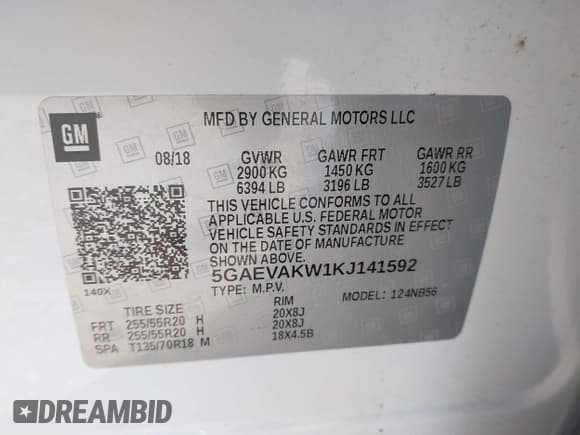 GM
MFD BY GENERAL MOTORS LLC
08/18 GVWR GAWR FRT GAWR RR
2900 KG 1450 KG 1600 KG
6394 LB 3196 LB 3527 LB
THIS VEHICLE CONFORMS TO ALL
APPLICABLE U.S. FEDERAL MOTOR
VEHICLE SAFETY STANDARDS IN EFFECT
ON THE DATE OF MANUFACTURE SHOWN ABOVE
5GAEVAKW1KJ141592
140X TYPE: M.P.V. MODEL: 124NB56
TIRE SIZE RIM
FRT 255/55R20 H 20X8J
RR 255/55R20 H 20X8J
SPA T135/70R18 M 18X4.5B
DREAMBID